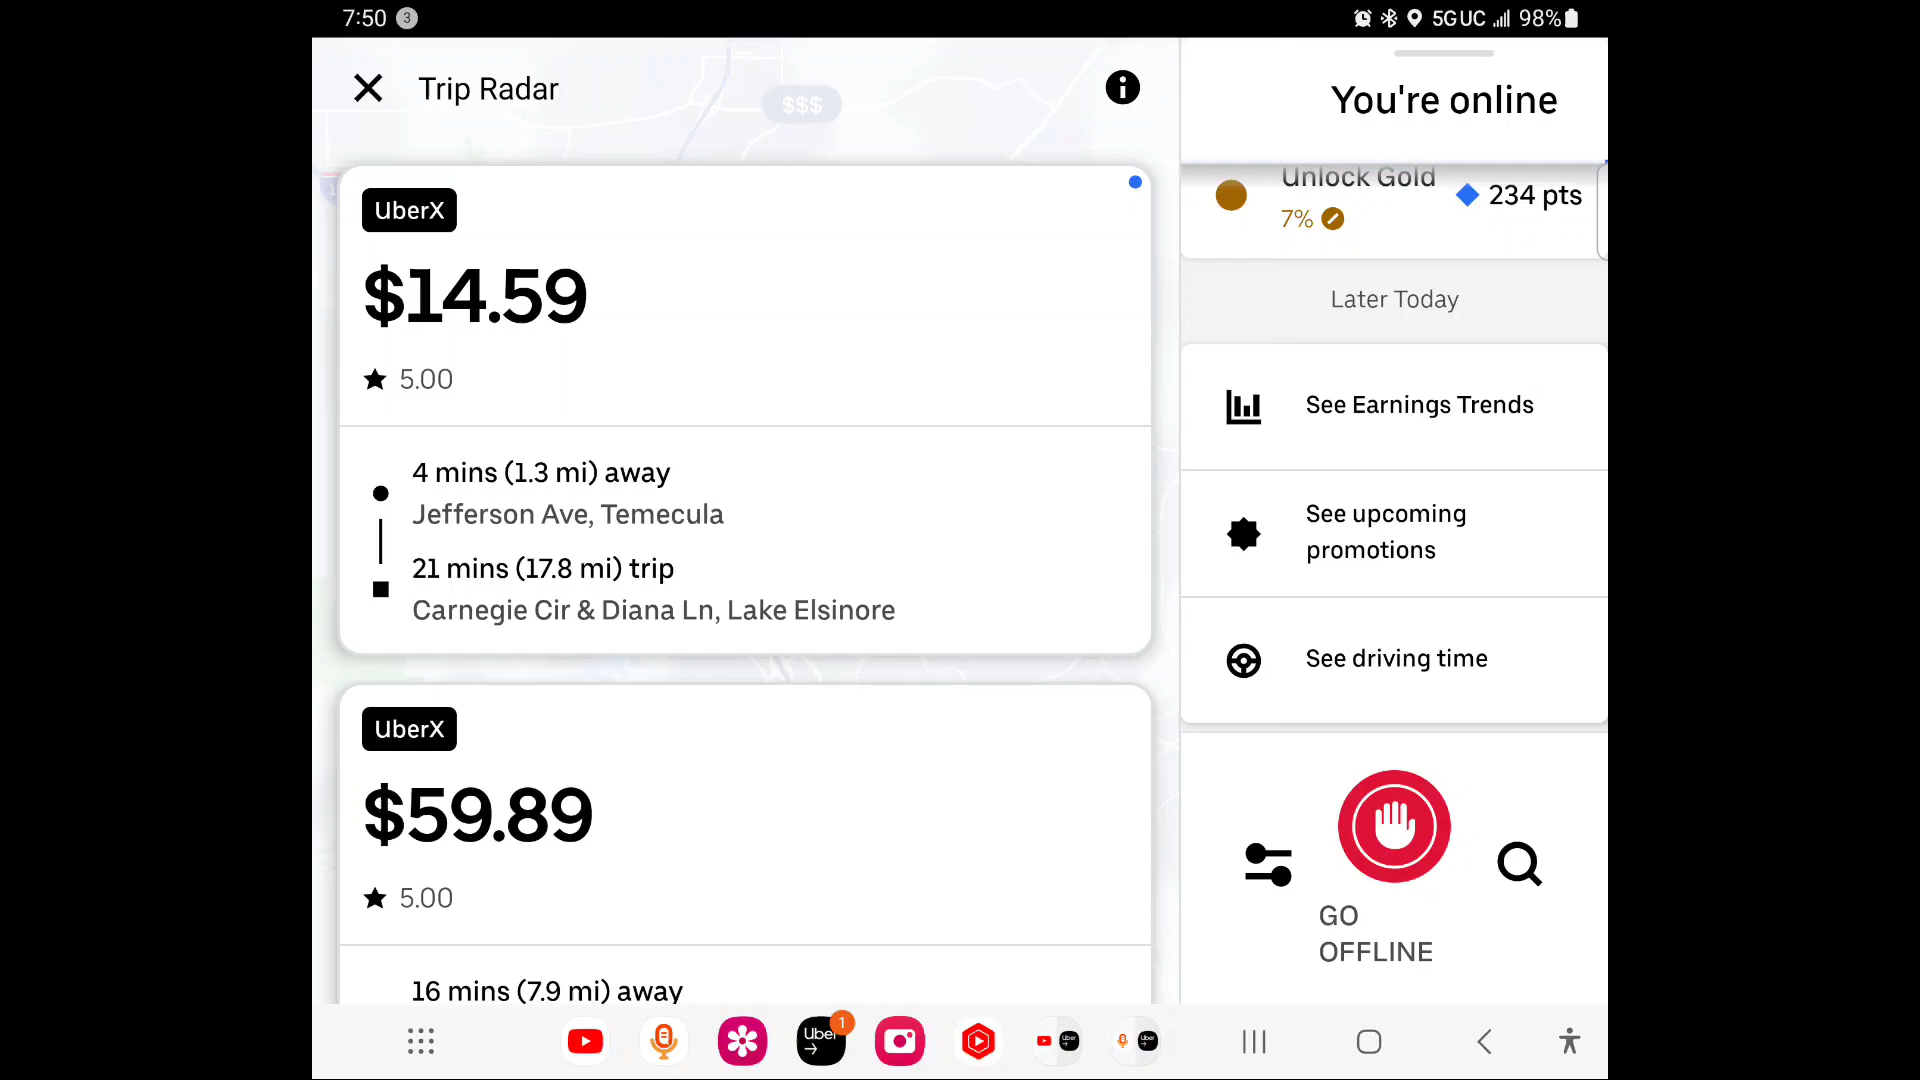 7:50 3
5G UC 98%
Trip Radar
$$$
UberX
$14.59
5.00
4 mins (1.3 mi) away
Jefferson Ave, Temecula
21 mins (17.8 mi) trip
Carnegie Cir & Diana Ln, Lake Elsinore
UberX
$59.89
5.00
16 mins (7.9 mi) away
You're online
Unlock Gold
7%
234 pts
Later Today
See Earnings Trends
See upcoming
promotions
See driving time
GO
OFFLINE
Uber
1